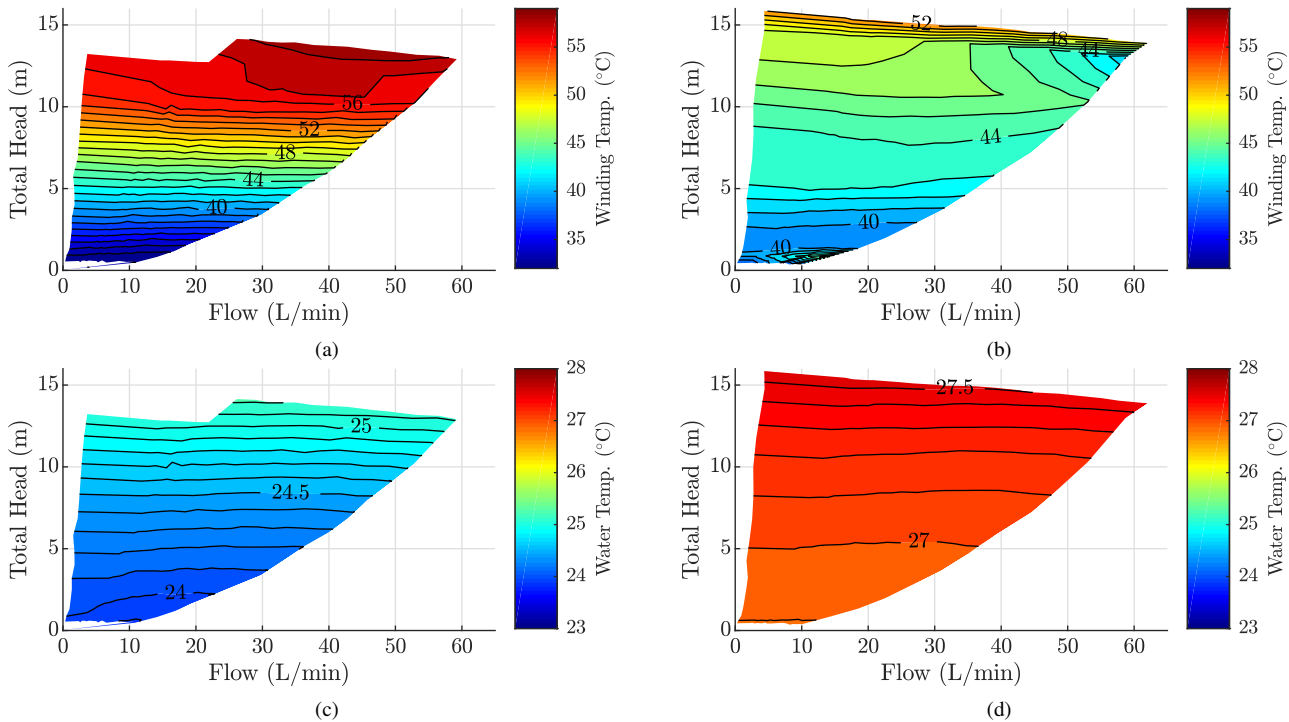 15
10
5
0
0 10 20 30 40 50 60
Total Head (m)
Flow (L/min)
56
52
48
44
40
55
50
45
40
35
Winding Temp. (°C)
(a)
15
10
5
0
0 10 20 30 40 50 60
Total Head (m)
Flow (L/min)
52
48
44
44
40
40
55
50
45
40
35
Winding Temp. (°C)
(b)
15
10
5
0
0 10 20 30 40 50 60
Total Head (m)
Flow (L/min)
25
24.5
24
28
27
26
25
24
23
Water Temp. (°C)
(c)
15
10
5
0
0 10 20 30 40 50 60
Total Head (m)
Flow (L/min)
27.5
27
28
27
26
25
24
23
Water Temp. (°C)
(d)